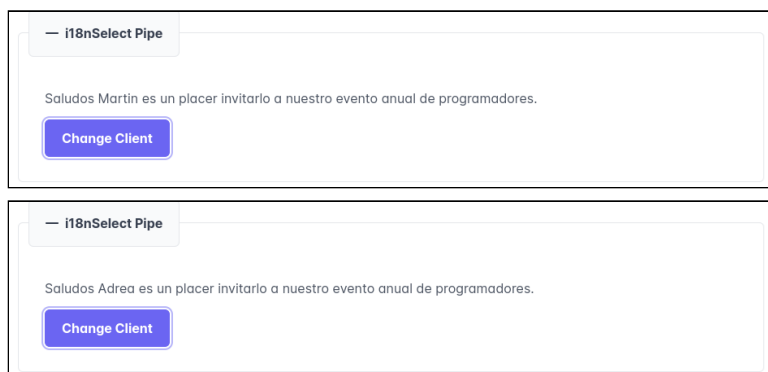 — i18nSelect Pipe
Saludos Martin es un placer invitarlo a nuestro evento anual de programadores.
Change Client
— i18nSelect Pipe
Saludos Adrea es un placer invitarlo a nuestro evento anual de programadores.
Change Client